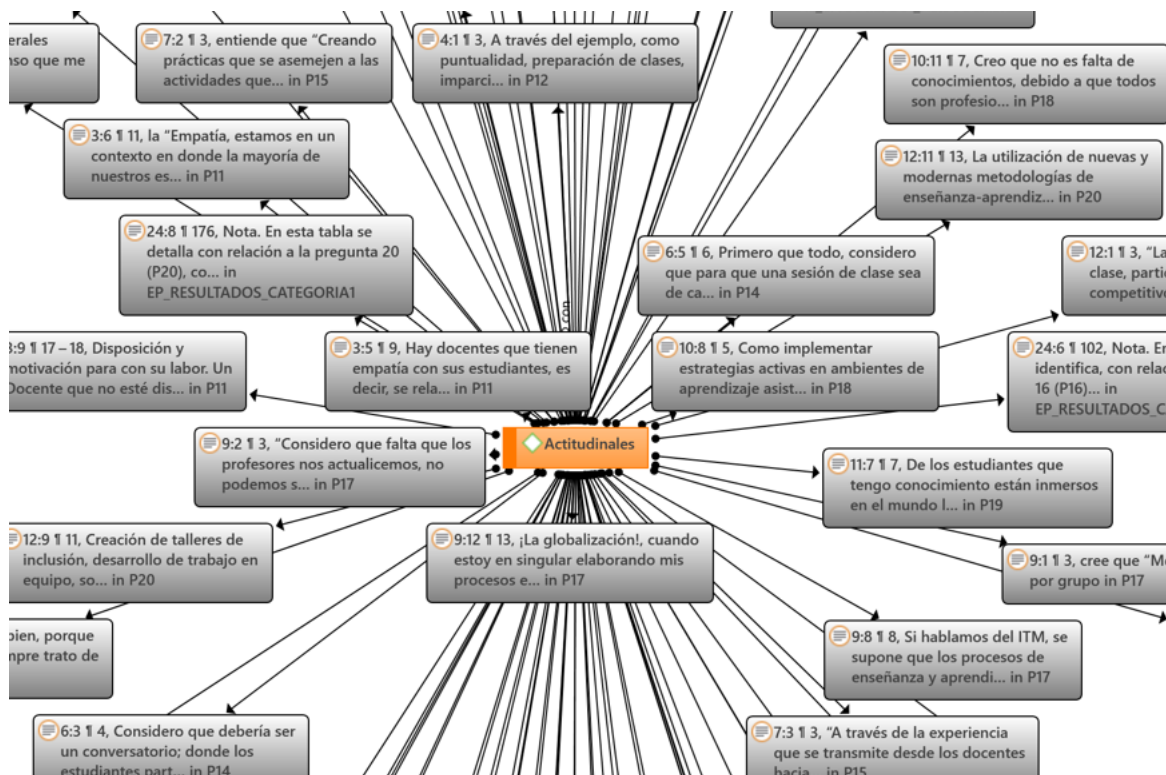 erales
nso que me
7:2 ¶ 3, entiende que “Creando
prácticas que se asemejen a las
actividades que... in P15
4:1 ¶ 3, A través del ejemplo, como
puntualidad, preparación de clases,
imparci... in P12
10:11 ¶ 7, Creo que no es falta de
conocimientos, debido a que todos
son profesio... in P18
3:6 ¶ 11, la “Empatía, estamos en un
contexto en donde la mayoría de
nuestros es... in P11
12:11 ¶ 13, La utilización de nuevas y
modernas metodologías de
enseñanza-aprendiz... in P20
24:8 ¶ 176, Nota. En esta tabla se
detalla con relación a la pregunta 20
(P20), co... in
EP_RESULTADOS_CATEGORIA1
6:5 ¶ 6, Primero que todo, considero
que para que una sesión de clase sea
de ca... in P14
12:1 ¶ 3, “La
clase, partic
competitivo
con
3:9 ¶ 17 – 18, Disposición y
motivación para con su labor. Un
Docente que no esté dis... in P11
3:5 ¶ 9, Hay docentes que tienen
empatía con sus estudiantes, es
decir, se rela... in P11
10:8 ¶ 5, Como implementar
estrategias activas en ambientes de
aprendizaje asist... in P18
24:6 ¶ 102, Nota. En
identifica, con relac
16 (P16)... in
EP_RESULTADOS_C
Actitudinales
9:2 ¶ 3, “Considero que falta que los
profesores nos actualicemos, no
podemos s... in P17
11:7 ¶ 7, De los estudiantes que
tengo conocimiento están inmersos
en el mundo l... in P19
12:9 ¶ 11, Creación de talleres de
inclusión, desarrollo de trabajo en
equipo, so... in P20
9:12 ¶ 13, ¡La globalización!, cuando
estoy en singular elaborando mis
procesos e... in P17
9:1 ¶ 3, cree que “Me
por grupo in P17
bien, porque
mpre trato de
9:8 ¶ 8, Si hablamos del ITM, se
supone que los procesos de
enseñanza y aprendi... in P17
6:3 ¶ 4, Considero que debería ser
un conversatorio; donde los
estudiantes part... in P14
7:3 ¶ 3, “A través de la experiencia
que se transmite desde los docentes
hacia... in P15